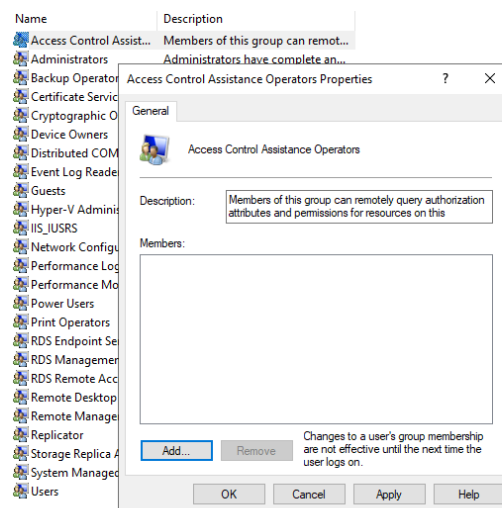 Name Description
Access Control Assist... Members of this group can remot...
Administrators Administrators have complete an...
Backup Operator
Certificate Servic
Cryptographic O
Device Owners
Distributed COM
Event Log Reade
Guests
Hyper-V Adminis
IIS_IUSRS
Network Configu
Performance Log
Performance Mo
Power Users
Print Operators
RDS Endpoint Se
RDS Managemer
RDS Remote Acc
Remote Desktop
Remote Manage
Replicator
Storage Replica A
System Managed
Users
Access Control Assistance Operators Properties ? X
General
Access Control Assistance Operators
Description: Members of this group can remotely query authorization
attributes and permissions for resources on this
Members:
Add... Remove
Changes to a user's group membership
are not effective until the next time the
user logs on.
OK Cancel Apply Help